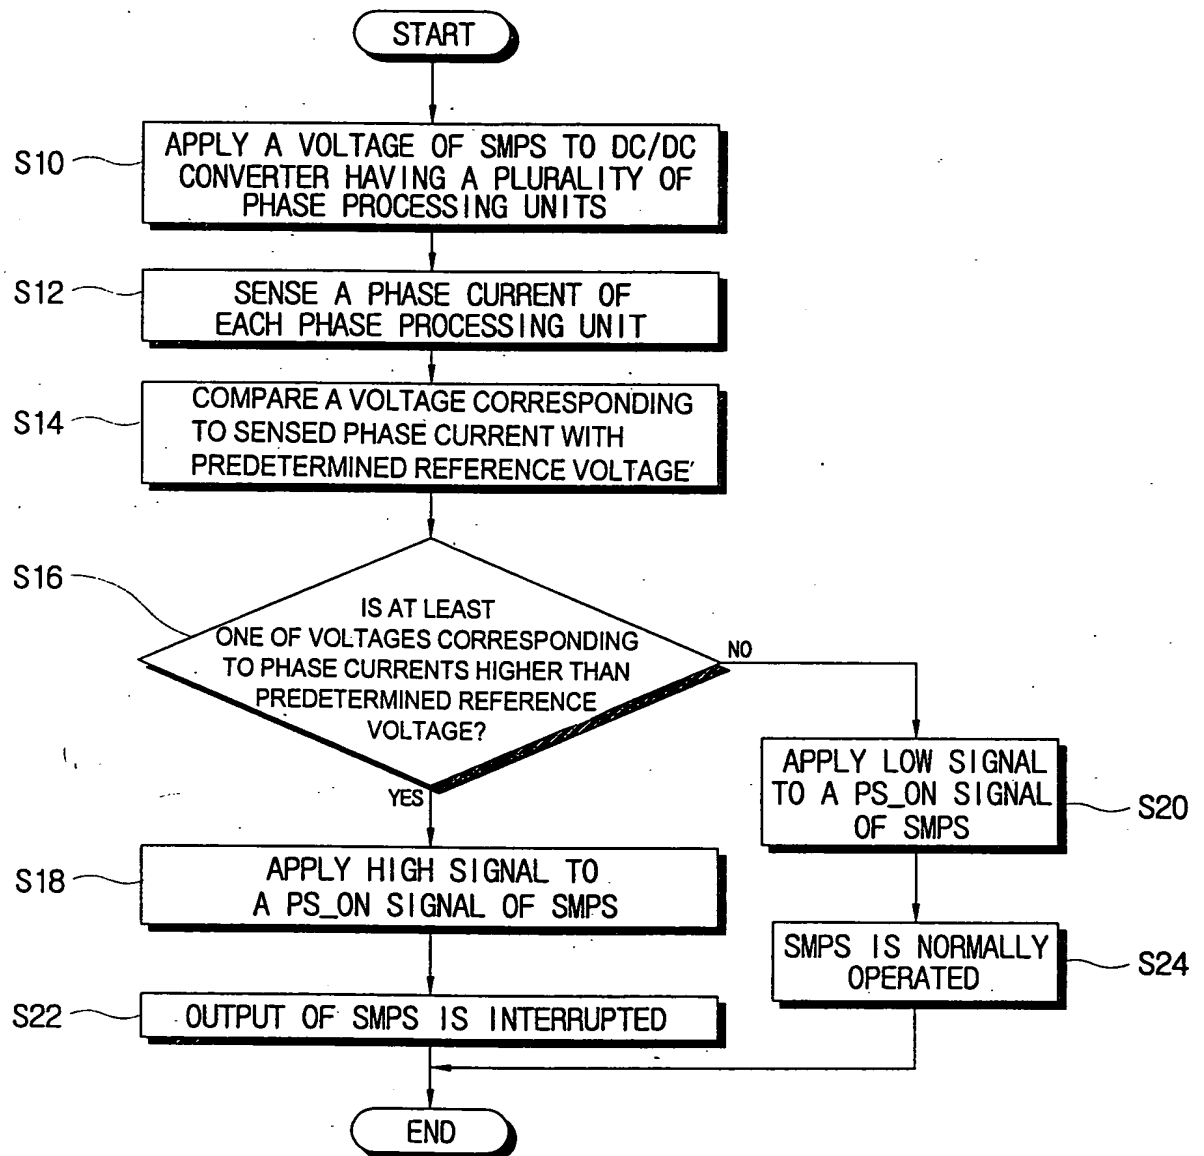 START
S10
APPLY A VOLTAGE OF SMPS TO DC/DC
CONVERTER HAVING A PLURALITY OF
PHASE PROCESSING UNITS
S12
SENSE A PHASE CURRENT OF
EACH PHASE PROCESSING UNIT
S14
COMPARE A VOLTAGE CORRESPONDING
TO SENSED PHASE CURRENT WITH
PREDETERMINED REFERENCE VOLTAGE
S16
IS AT LEAST
ONE OF VOLTAGES CORRESPONDING
TO PHASE CURRENTS HIGHER THAN
PREDETERMINED REFERENCE
VOLTAGE?
NO
YES
APPLY LOW SIGNAL
TO A PS_ON SIGNAL
OF SMPS
S20
S18
APPLY HIGH SIGNAL TO
A PS_ON SIGNAL OF SMPS
SMPS IS NORMALLY
OPERATED
S24
S22
OUTPUT OF SMPS IS INTERRUPTED
END